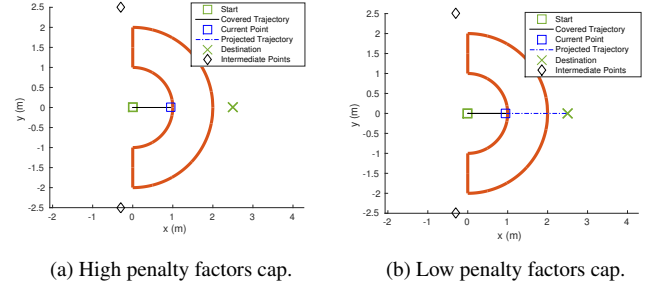 2.5
2
1.5
1
0.5
0
-0.5
-1
-1.5
-2
-2.5
y (m)
-2 -1 0 1 2 3 4
x (m)
Start
Covered Trajectory
Current Point
Projected Trajectory
Destination
Intermediate Points
(a) High penalty factors cap.
2.5
2
1.5
1
0.5
0
-0.5
-1
-1.5
-2
-2.5
y (m)
-2 -1 0 1 2 3 4
x (m)
Start
Covered Trajectory
Current Point
Projected Trajectory
Destination
Intermediate Points
(b) Low penalty factors cap.